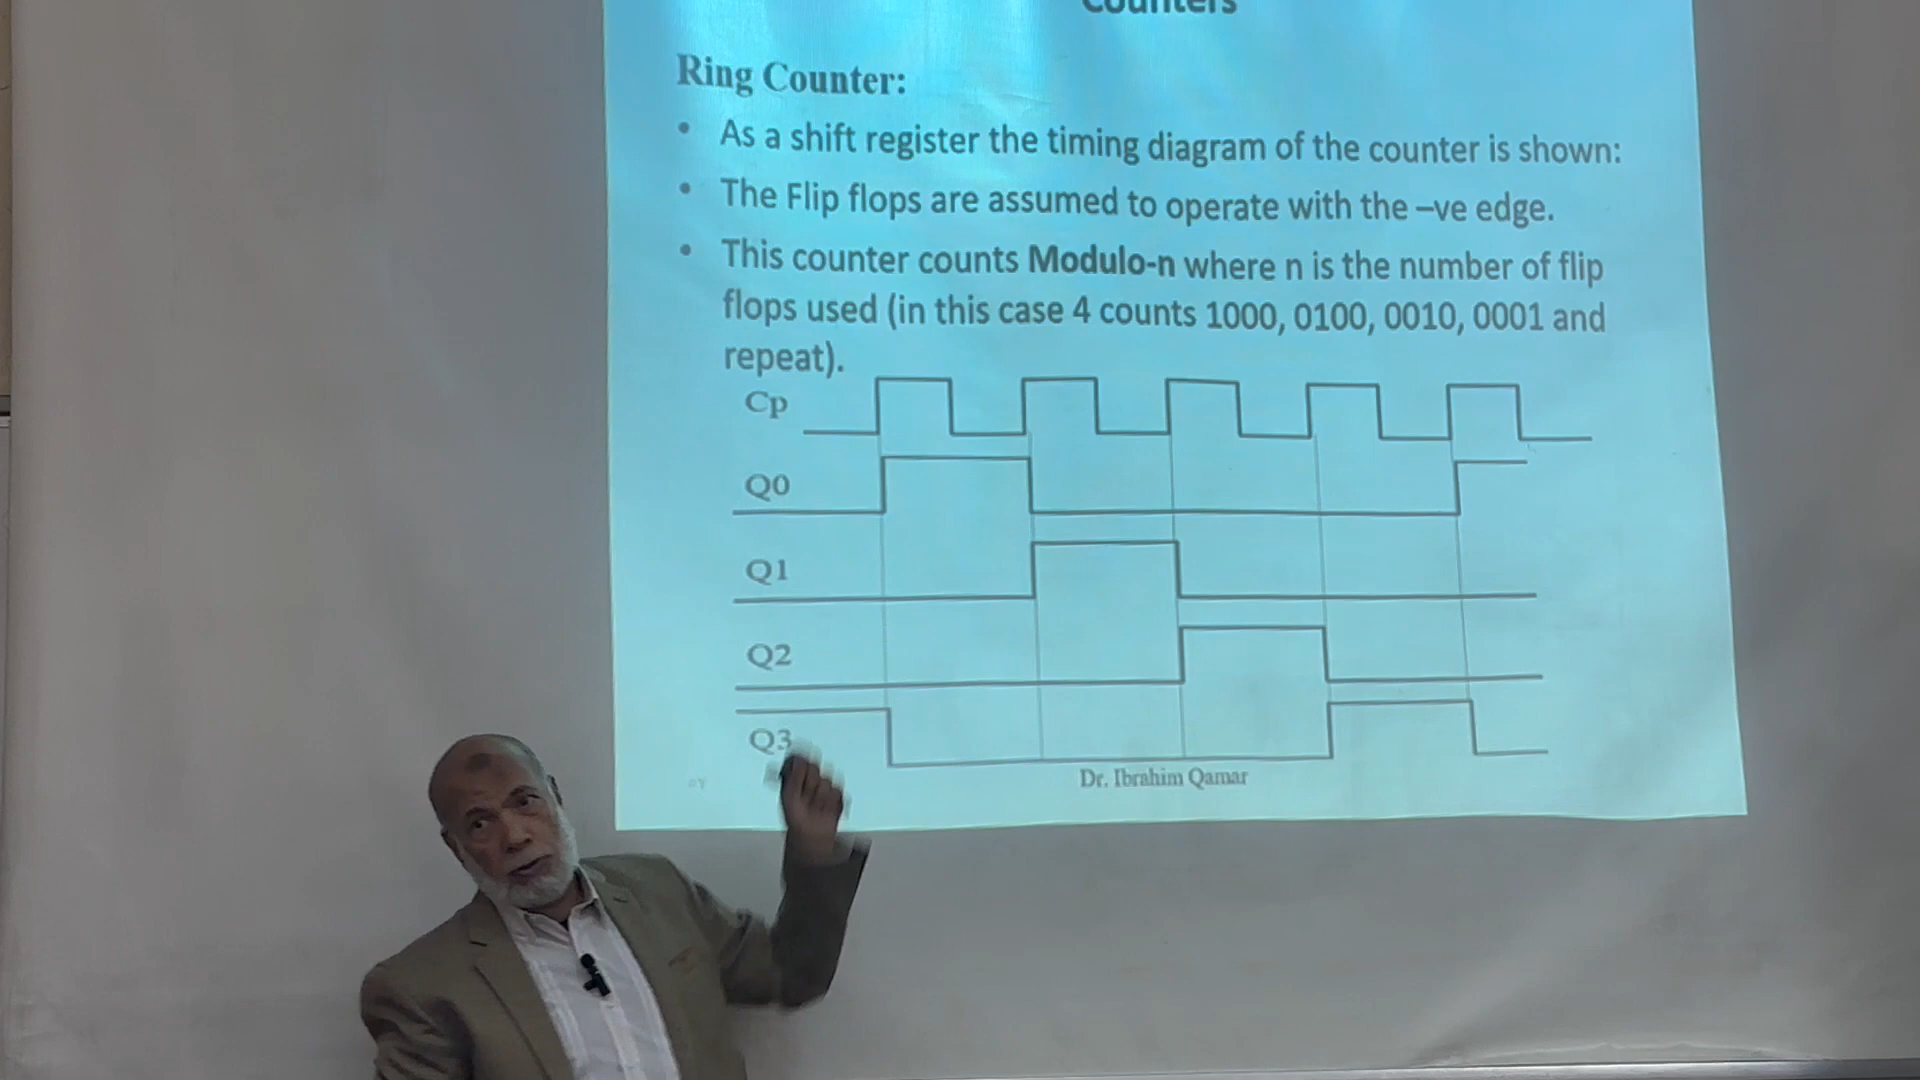 Counters
Ring Counter:
• As a shift register the timing diagram of the counter is shown:
• The Flip flops are assumed to operate with the –ve edge.
• This counter counts Modulo-n where n is the number of flip
flops used (in this case 4 counts 1000, 0100, 0010, 0001 and
repeat).
Cp
Q0
Q1
Q2
Q3
Dr. Ibrahim Qamar